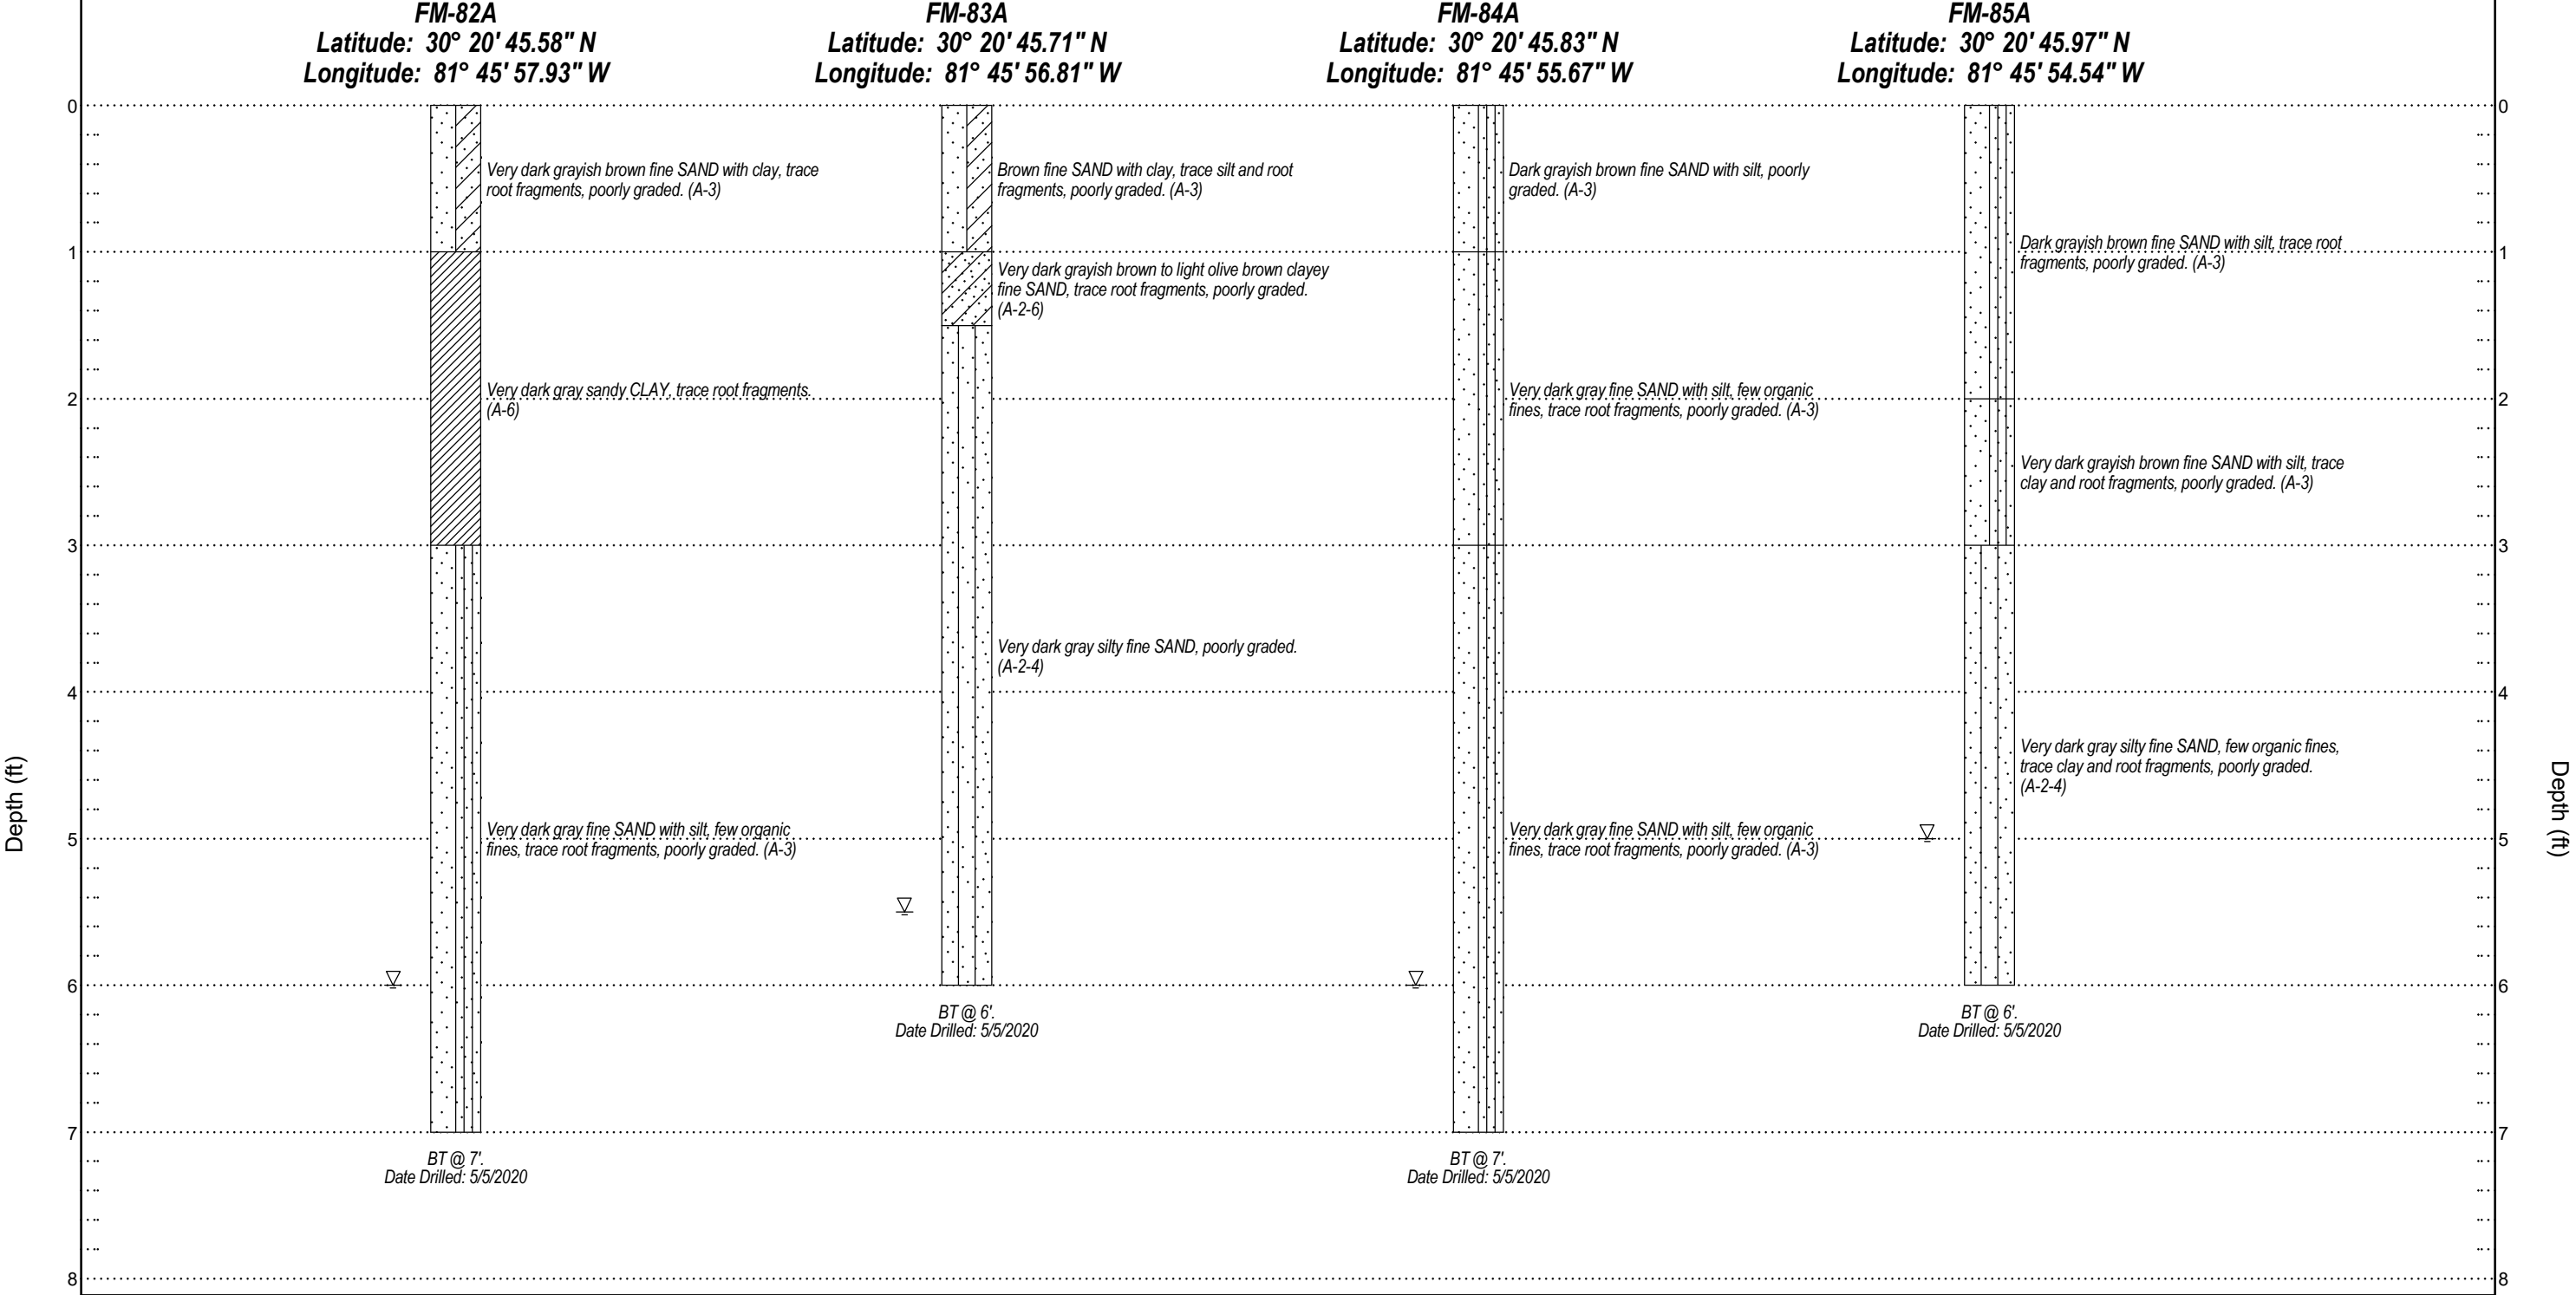 FM-82A
Latitude: 30° 20' 45.58" N
Longitude: 81° 45' 57.93" W
FM-83A
Latitude: 30° 20' 45.71" N
Longitude: 81° 45' 56.81" W
FM-84A
Latitude: 30° 20' 45.83" N
Longitude: 81° 45' 55.67" W
FM-85A
Latitude: 30° 20' 45.97" N
Longitude: 81° 45' 54.54" W
Depth (ft)
0
1
2
3
4
5
6
7
8
Very dark grayish brown fine SAND with clay, trace
root fragments, poorly graded. (A-3)
Very dark gray sandy CLAY, trace root fragments.
(A-6)
Very dark gray fine SAND with silt, few organic
fines, trace root fragments, poorly graded. (A-3)
BT @ 7'.
Date Drilled: 5/5/2020
Brown fine SAND with clay, trace silt and root
fragments, poorly graded. (A-3)
Very dark grayish brown to light olive brown clayey
fine SAND, trace root fragments, poorly graded.
(A-2-6)
Very dark gray silty fine SAND, poorly graded.
(A-2-4)
BT @ 6'.
Date Drilled: 5/5/2020
Dark grayish brown fine SAND with silt, poorly
graded. (A-3)
Very dark gray fine SAND with silt, few organic
fines, trace root fragments, poorly graded. (A-3)
Very dark gray fine SAND with silt, few organic
fines, trace root fragments, poorly graded. (A-3)
BT @ 7'.
Date Drilled: 5/5/2020
Dark grayish brown fine SAND with silt, trace root
fragments, poorly graded. (A-3)
Very dark grayish brown fine SAND with silt, trace
clay and root fragments, poorly graded. (A-3)
Very dark gray silty fine SAND, few organic fines,
trace clay and root fragments, poorly graded.
(A-2-4)
BT @ 6'.
Date Drilled: 5/5/2020
0
1
2
3
4
5
6
7
8
Depth (ft)